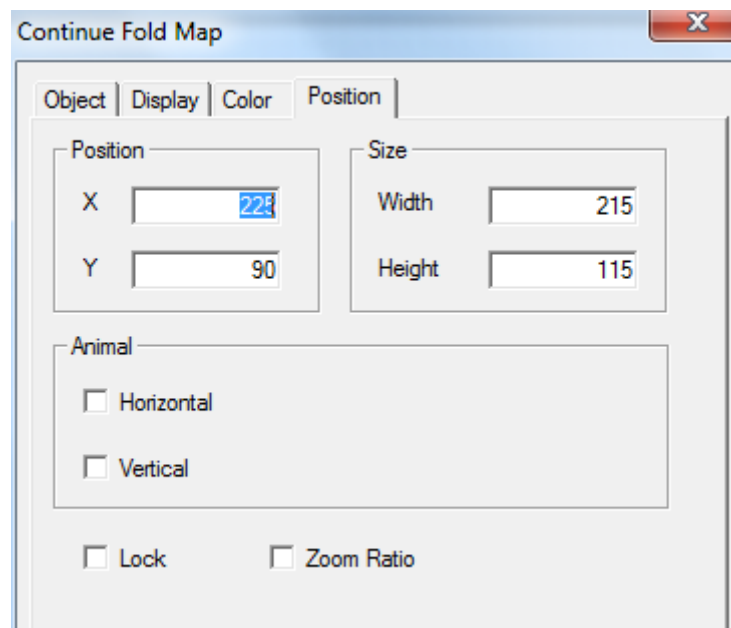 Continue Fold Map
X
Object Display Color Position
Position Size
X 225 Width 215
Y 90 Height 115
Animal
Horizontal
Vertical
Lock Zoom Ratio